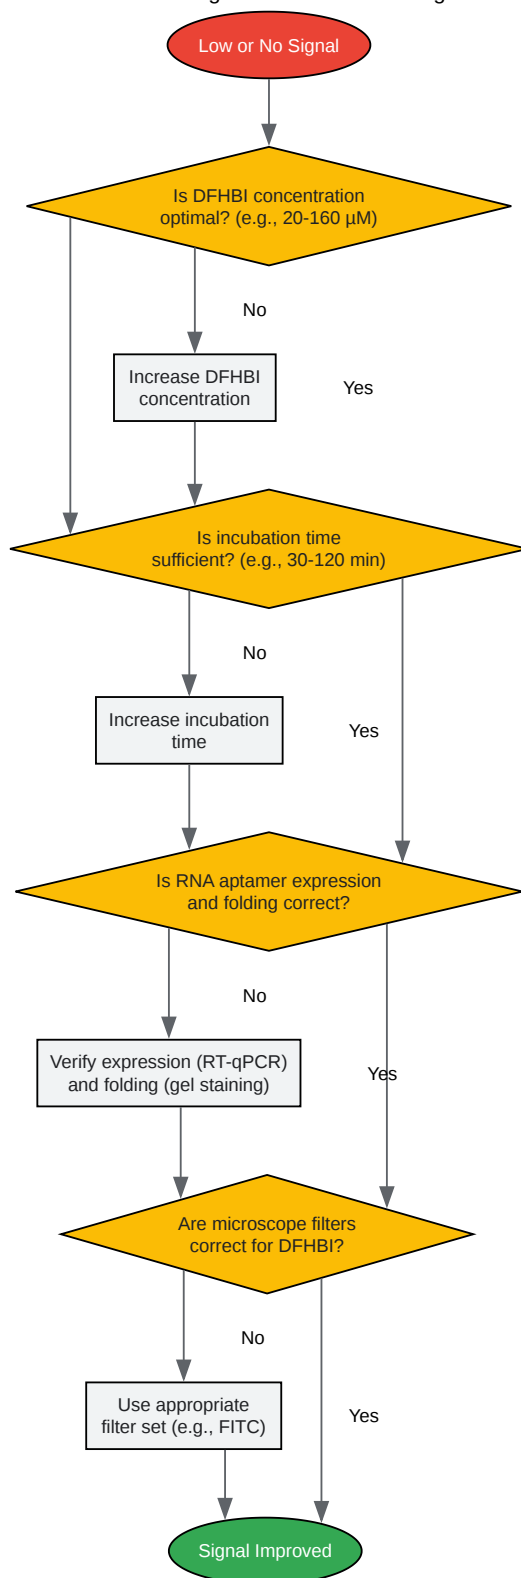 Low or No Signal
Is DFHBI concentration
optimal? (e.g., 20-160 µM)
No
Increase DFHBI
concentration
Yes
Is incubation time
sufficient? (e.g., 30-120 min)
No
Increase incubation
time
Yes
Is RNA aptamer expression
and folding correct?
No
Verify expression (RT-qPCR)
and folding (gel staining)
Yes
Are microscope filters
correct for DFHBI?
No
Use appropriate
filter set (e.g., FITC)
Yes
Signal Improved